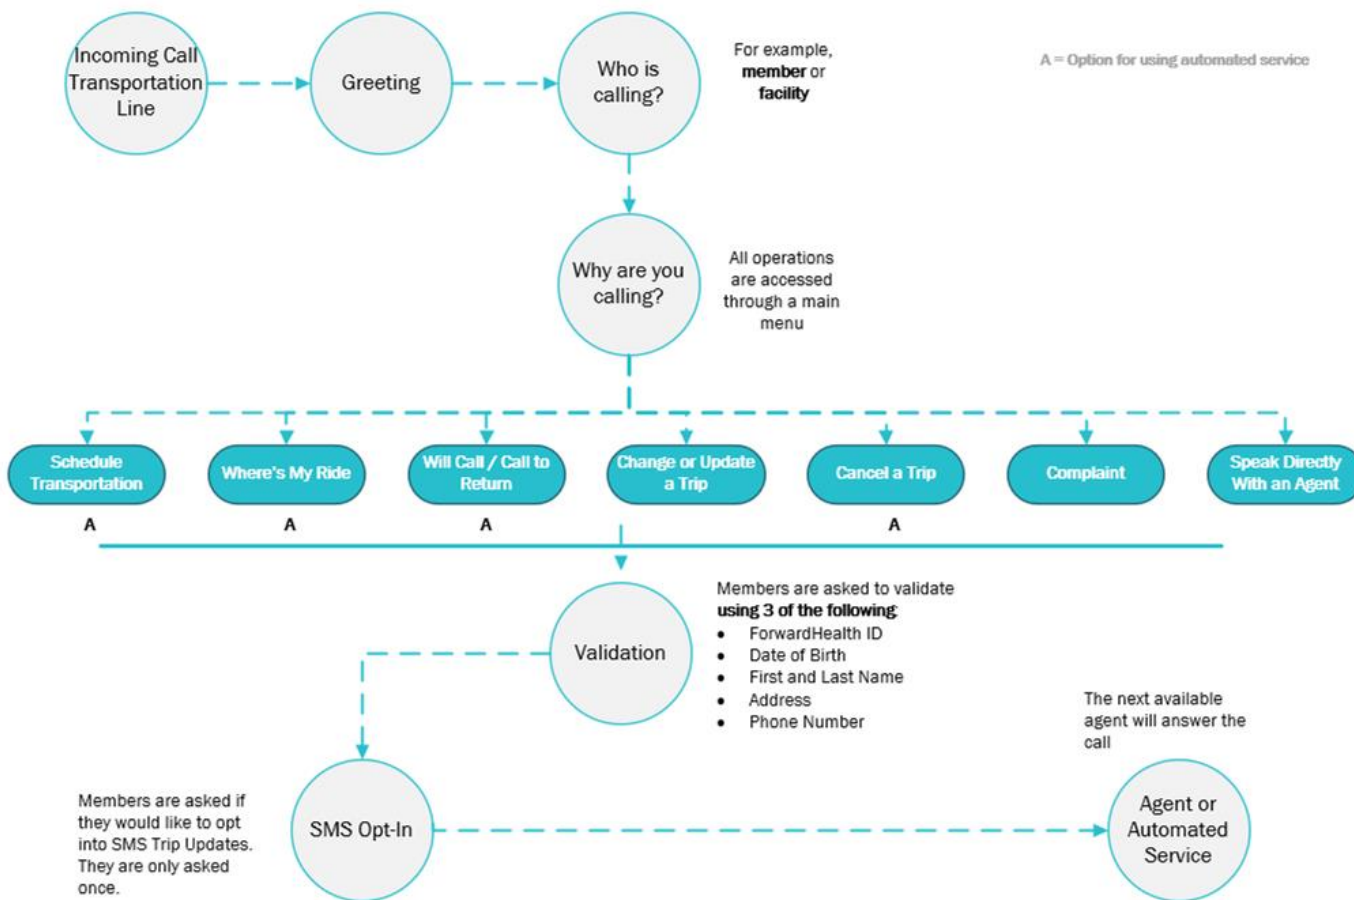 Incoming Call
Transportation
Line
Greeting
Who is
calling?
For example,
member or
facility
A = Option for using automated service
Why are you
calling?
All operations
are accessed
through a main
menu
Schedule
Transportation
Where's My Ride
Will Call / Call to
Return
Change or Update
a Trip
Cancel a Trip
Complaint
Speak Directly
With an Agent
A
A
A
A
Validation
Members are asked to validate
using 3 of the following:
• ForwardHealth ID
• Date of Birth
• First and Last Name
• Address
• Phone Number
The next available
agent will answer the
call
Members are asked if
they would like to opt
into SMS Trip Updates.
They are only asked
once.
SMS Opt-In
Agent or
Automated
Service